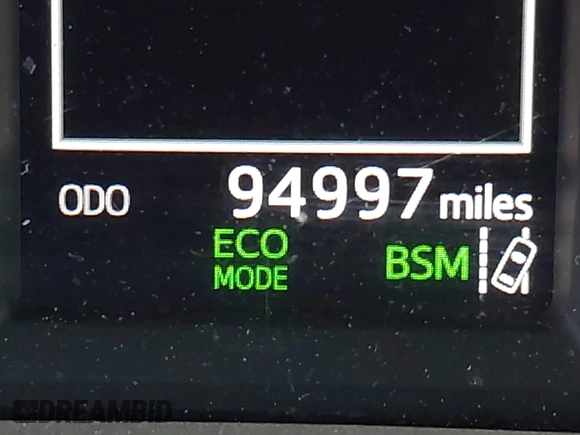 ODO 94997 miles
ECO BSM
MODE
DREAMBID